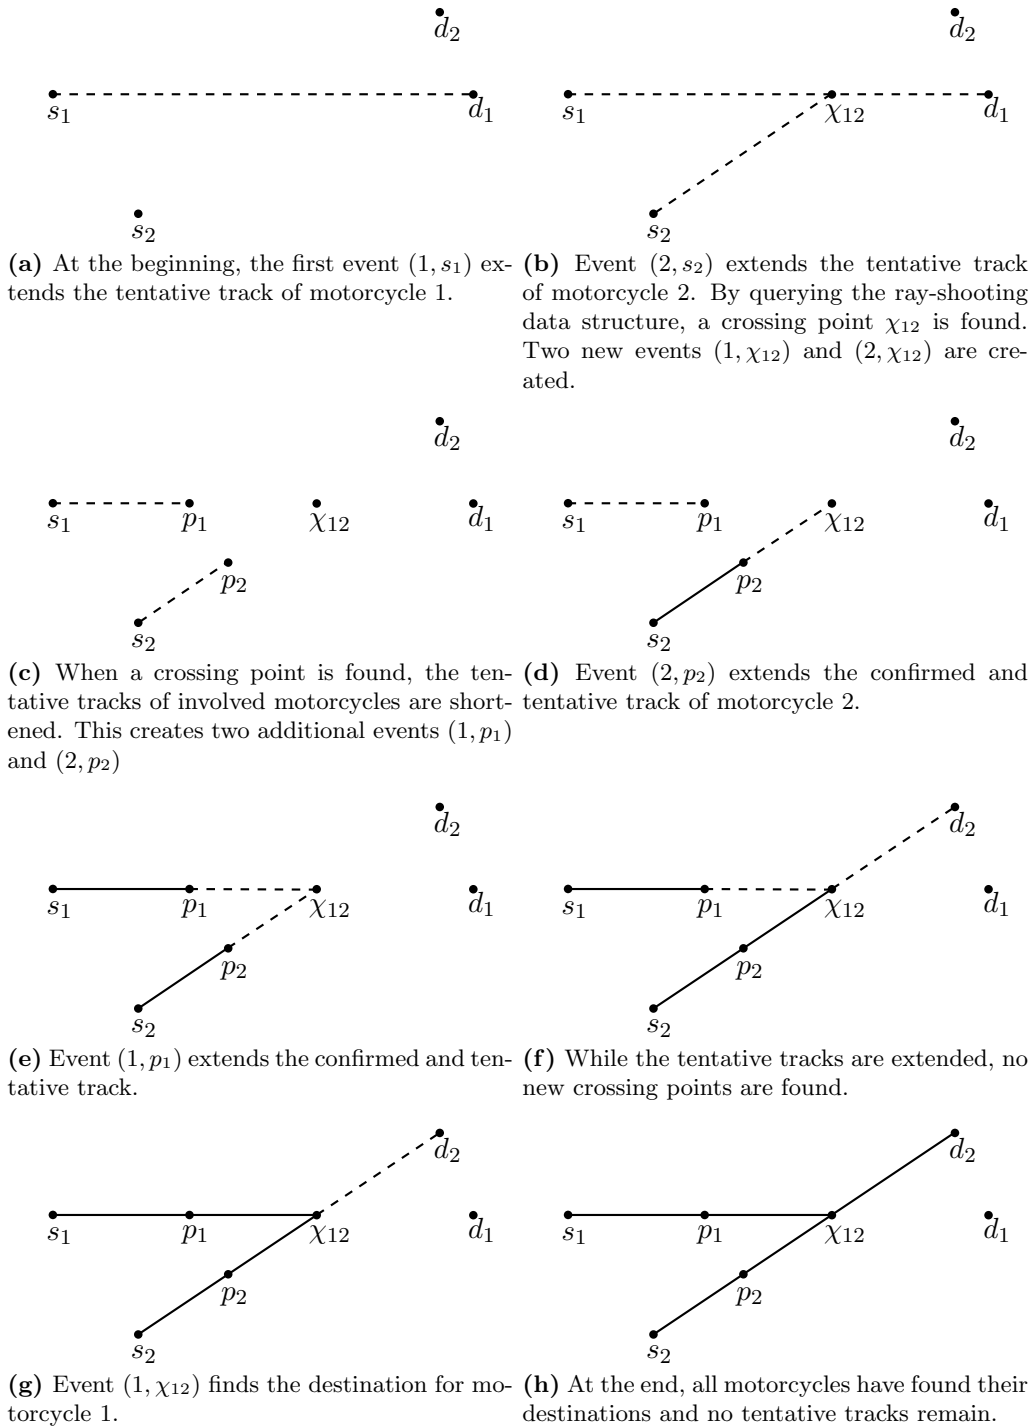 d₂
s₁ d₁
s₂
(a) At the beginning, the first event (1, s₁) ex-
tends the tentative track of motorcycle 1.
d₂
s₁ χ₁₂ d₁
s₂
(b) Event (2, s₂) extends the tentative track
of motorcycle 2. By querying the ray-shooting
data structure, a crossing point χ₁₂ is found.
Two new events (1, χ₁₂) and (2, χ₁₂) are cre-
ated.
d₂
s₁ p₁ χ₁₂ d₁
p₂
s₂
(c) When a crossing point is found, the ten-
tative tracks of involved motorcycles are short-
ened. This creates two additional events (1, p₁)
and (2, p₂)
d₂
s₁ p₁ χ₁₂ d₁
p₂
s₂
(d) Event (2, p₂) extends the confirmed and
tentative track of motorcycle 2.
d₂
s₁ p₁ χ₁₂ d₁
p₂
s₂
(e) Event (1, p₁) extends the confirmed and ten-
tative track.
d₂
s₁ p₁ χ₁₂ d₁
p₂
s₂
(f) While the tentative tracks are extended, no
new crossing points are found.
d₂
s₁ p₁ χ₁₂ d₁
p₂
s₂
(g) Event (1, χ₁₂) finds the destination for mo-
torcycle 1.
d₂
s₁ p₁ χ₁₂ d₁
p₂
s₂
(h) At the end, all motorcycles have found their
destinations and no tentative tracks remain.